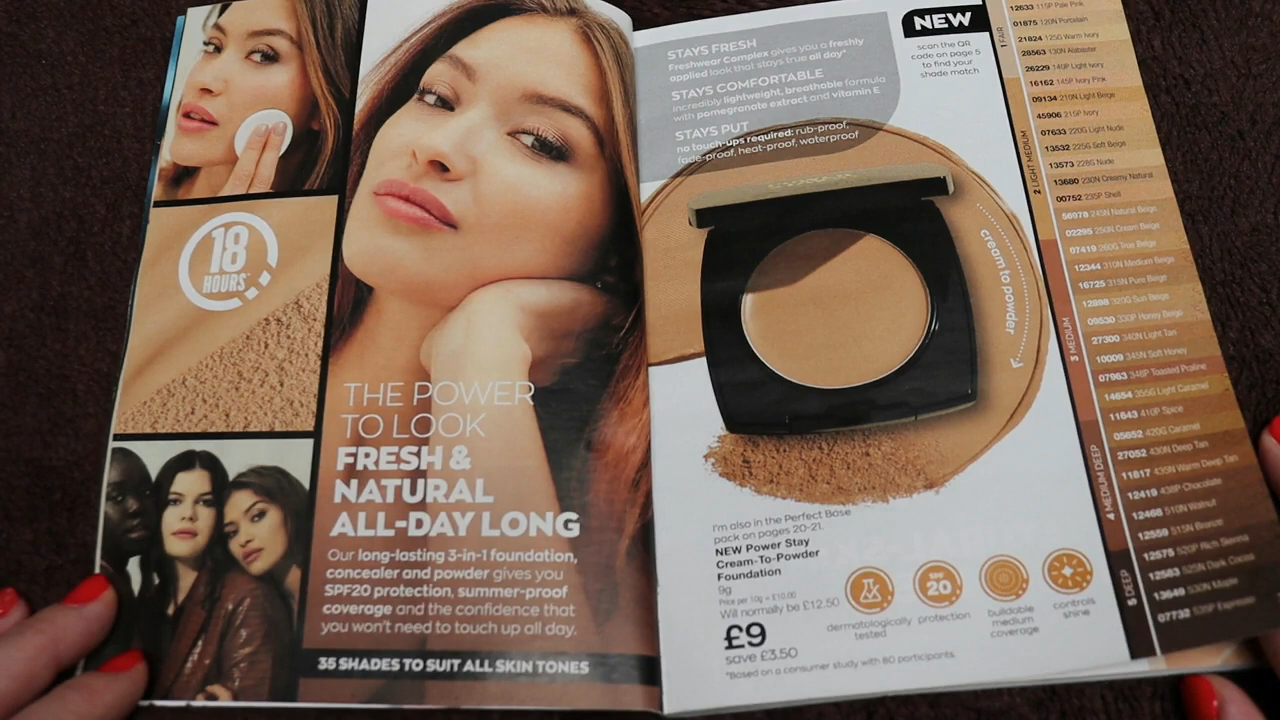 18
HOURS*
THE POWER
TO LOOK
FRESH &
NATURAL
ALL-DAY LONG
Our long-lasting 3-in-1 foundation,
concealer and powder gives you
SPF20 protection, summer-proof
coverage and the confidence that
you won't need to touch up all day.
35 SHADES TO SUIT ALL SKIN TONES
STAYS FRESH
Freshwear Complex gives you a freshly
applied look that stays true all day*
STAYS COMFORTABLE
incredibly lightweight, breathable formula
with pomegranate extract and vitamin E
STAYS PUT
no touch-ups required: rub-proof,
fade-proof, heat-proof, waterproof
NEW
scan the QR
code on page 5
to find your
shade match
cream to powder
I'm also in the Perfect Base
pack on pages 20-21.
NEW Power Stay
Cream-To-Powder
Foundation
9g
Price per 10g = £10.00
Will normally be £12.50
£9
save £3.50
*Based on a consumer study with 80 participants.
dermatologically
tested
SPF
20
protection
buildable
medium
coverage
controls
shine
1 FAIR
12633 115P Pale Pink
01875 120N Porcelain
21824 125G Warm Ivory
28563 130N Alabaster
26229 140P Light Ivory
16162 145P Ivory Pink
2 LIGHT MEDIUM
09134 210N Light Beige
45906 215P Ivory
07633 220G Light Nude
13532 225G Soft Beige
13573 228G Nude
13680 230N Creamy Natural
00752 235P Shell
56978 245N Natural Beige
02295 250N Cream Beige
07419 260G True Beige
3 MEDIUM
12344 310N Medium Beige
16725 315N Pure Beige
12898 320G Sun Beige
09530 330P Honey Beige
27300 340N Light Tan
10009 345N Soft Honey
07963 348P Toasted Praline
14654 355G Light Caramel
4 MEDIUM DEEP
11643 410P Spice
05652 420G Caramel
27052 430N Deep Tan
11817 435N Warm Deep Tan
12419 438P Chocolate
5 DEEP
12468 510N Walnut
12559 515N Bronze
12575 520P Rich Sienna
12583 525N Dark Cocoa
13649 530N Maple
07732 535P Espresso